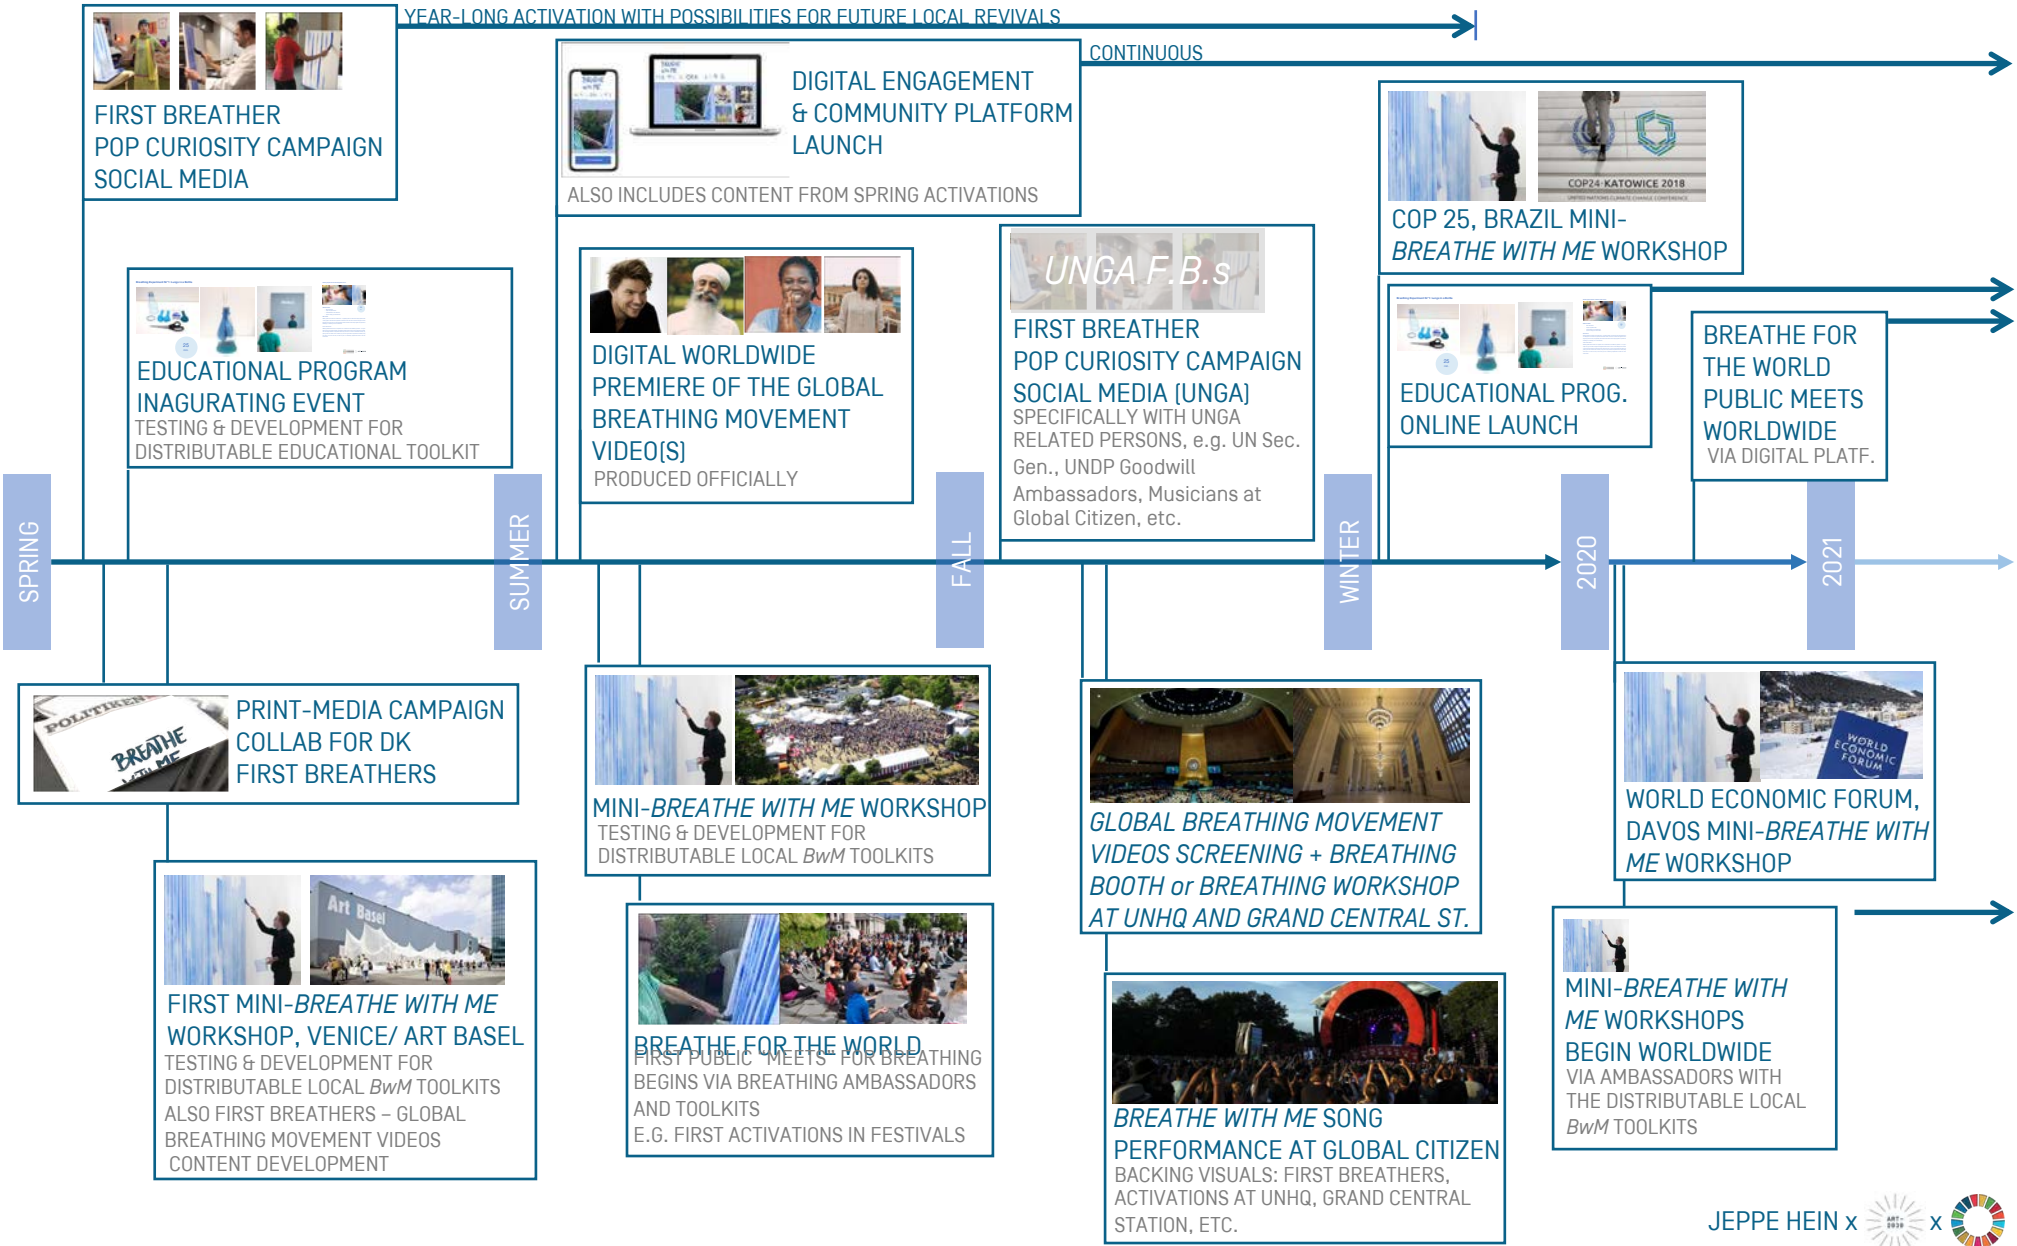 YEAR-LONG ACTIVATION WITH POSSIBILITIES FOR FUTURE LOCAL REVIVALS
CONTINUOUS
FIRST BREATHER
POP CURIOSITY CAMPAIGN
SOCIAL MEDIA
DIGITAL ENGAGEMENT
& COMMUNITY PLATFORM
LAUNCH
ALSO INCLUDES CONTENT FROM SPRING ACTIVATIONS
COP24·KATOWICE 2018
UNITED NATIONS CLIMATE CHANGE CONFERENCE
COP 25, BRAZIL MINI-
BREATHE WITH ME WORKSHOP
EDUCATIONAL PROGRAM
INAGURATING EVENT
TESTING & DEVELOPMENT FOR
DISTRIBUTABLE EDUCATIONAL TOOLKIT
DIGITAL WORLDWIDE
PREMIERE OF THE GLOBAL
BREATHING MOVEMENT
VIDEO(S)
PRODUCED OFFICIALLY
UNGA F.B.s
FIRST BREATHER
POP CURIOSITY CAMPAIGN
SOCIAL MEDIA (UNGA)
SPECIFICALLY WITH UNGA
RELATED PERSONS, e.g. UN Sec.
Gen., UNDP Goodwill
Ambassadors, Musicians at
Global Citizen, etc.
EDUCATIONAL PROG.
ONLINE LAUNCH
BREATHE FOR
THE WORLD
PUBLIC MEETS
WORLDWIDE
VIA DIGITAL PLATF.
SPRING
SUMMER
FALL
WINTER
2020
2021
POLITIKEN
BREATHE
WITH ME
PRINT-MEDIA CAMPAIGN
COLLAB FOR DK
FIRST BREATHERS
Art Basel
FIRST MINI-BREATHE WITH ME
WORKSHOP, VENICE/ ART BASEL
TESTING & DEVELOPMENT FOR
DISTRIBUTABLE LOCAL BwM TOOLKITS
ALSO FIRST BREATHERS – GLOBAL
BREATHING MOVEMENT VIDEOS
CONTENT DEVELOPMENT
MINI-BREATHE WITH ME WORKSHOP
TESTING & DEVELOPMENT FOR
DISTRIBUTABLE LOCAL BwM TOOLKITS
BREATHE FOR THE WORLD
FIRST PUBLIC "MEETS" FOR BREATHING
BEGINS VIA BREATHING AMBASSADORS
AND TOOLKITS
E.G. FIRST ACTIVATIONS IN FESTIVALS
GLOBAL BREATHING MOVEMENT
VIDEOS SCREENING + BREATHING
BOOTH or BREATHING WORKSHOP
AT UNHQ AND GRAND CENTRAL ST.
BREATHE WITH ME SONG
PERFORMANCE AT GLOBAL CITIZEN
BACKING VISUALS: FIRST BREATHERS,
ACTIVATIONS AT UNHQ, GRAND CENTRAL
STATION, ETC.
WORLD
ECONOMIC
FORUM
WORLD ECONOMIC FORUM,
DAVOS MINI-BREATHE WITH
ME WORKSHOP
MINI-BREATHE WITH
ME WORKSHOPS
BEGIN WORLDWIDE
VIA AMBASSADORS WITH
THE DISTRIBUTABLE LOCAL
BwM TOOLKITS
JEPPE HEIN x ART 2030 x